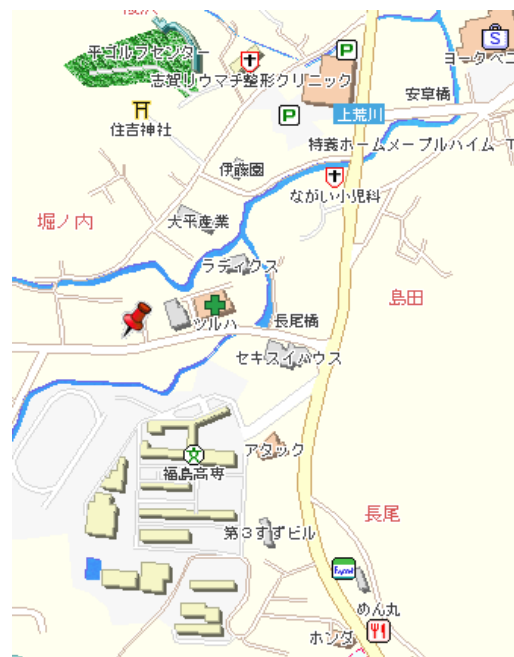 平ゴルフセンター
志賀リウマチ整形クリニック
P
S
ヨークベニ
安草橋
P
上荒川
住吉神社
特養ホームメープルハイム
伊藤園
ながい小児科
堀ノ内
大平産業
ラティクス
島田
ツルハ
長尾橋
セキスイハウス
アタック
福島高専
長尾
第3すずビル
めん丸
ホンダ